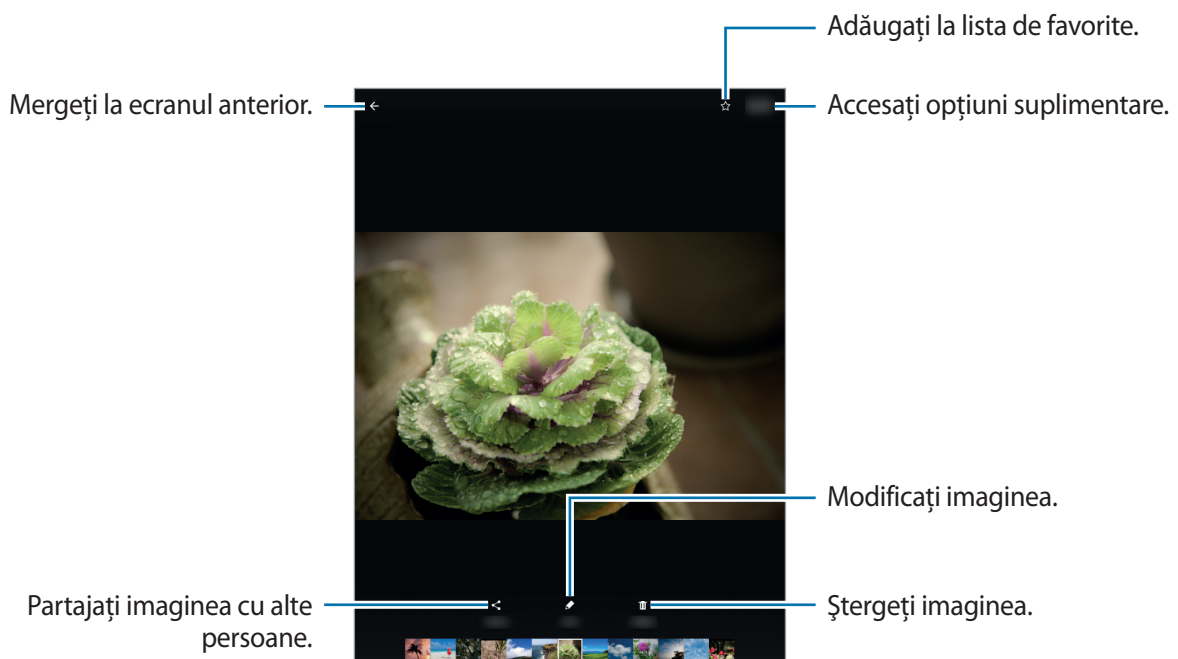 Adăugați la lista de favorite.
Mergeți la ecranul anterior.
Accesați opțiuni suplimentare.
Modificați imaginea.
Partajați imaginea cu alte
persoane.
Ştergeți imaginea.